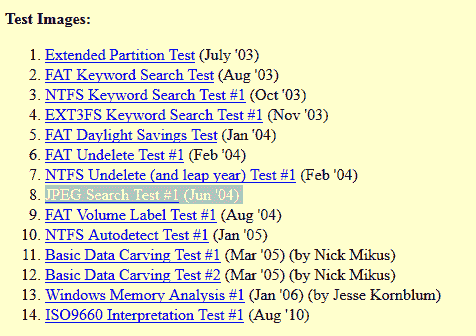 Test Images:
1. Extended Partition Test (July '03)
2. FAT Keyword Search Test (Aug '03)
3. NTFS Keyword Search Test #1 (Oct '03)
4. EXT3FS Keyword Search Test #1 (Nov '03)
5. FAT Daylight Savings Test (Jan '04)
6. FAT Undelete Test #1 (Feb '04)
7. NTFS Undelete (and leap year) Test #1 (Feb '04)
8. JPEG Search Test #1 (Jun '04)
9. FAT Volume Label Test #1 (Aug '04)
10. NTFS Autodetect Test #1 (Jan '05)
11. Basic Data Carving Test #1 (Mar '05) (by Nick Mikus)
12. Basic Data Carving Test #2 (Mar '05) (by Nick Mikus)
13. Windows Memory Analysis #1 (Jan '06) (by Jesse Kornblum)
14. ISO9660 Interpretation Test #1 (Aug '10)